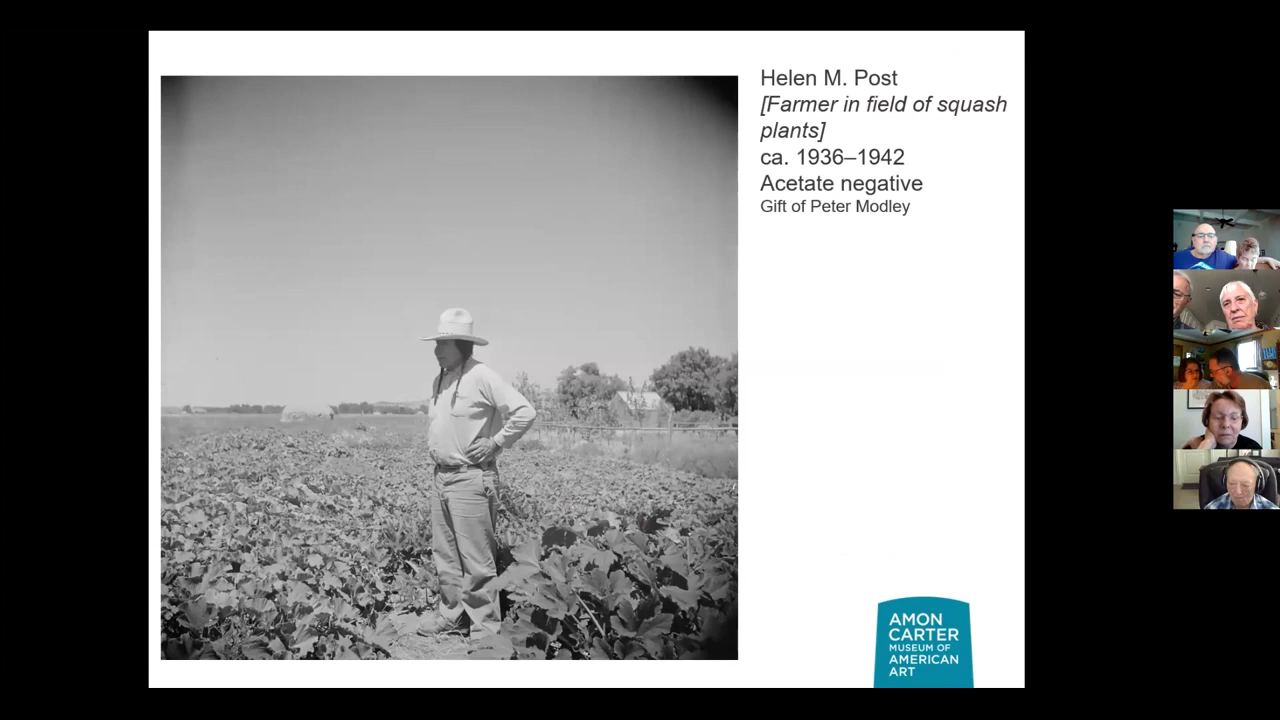 Helen M. Post
[Farmer in field of squash
plants]
ca. 1936–1942
Acetate negative
Gift of Peter Modley
AMON
CARTER
MUSEUM OF
AMERICAN
ART